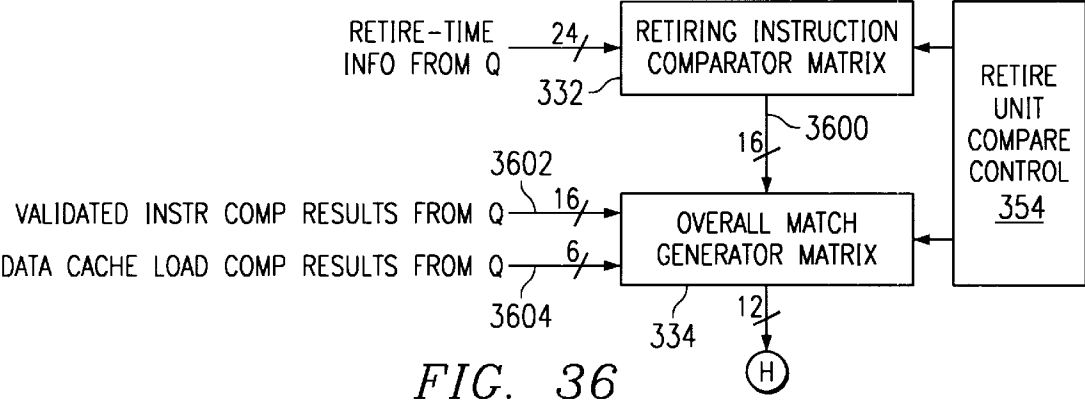 RETIRE-TIME
INFO FROM Q
24
RETIRING INSTRUCTION
COMPARATOR MATRIX
332
3600
16
RETIRE
UNIT
COMPARE
CONTROL
354
3602
VALIDATED INSTR COMP RESULTS FROM Q
16
DATA CACHE LOAD COMP RESULTS FROM Q
6
3604
OVERALL MATCH
GENERATOR MATRIX
334
12
H
FIG. 36